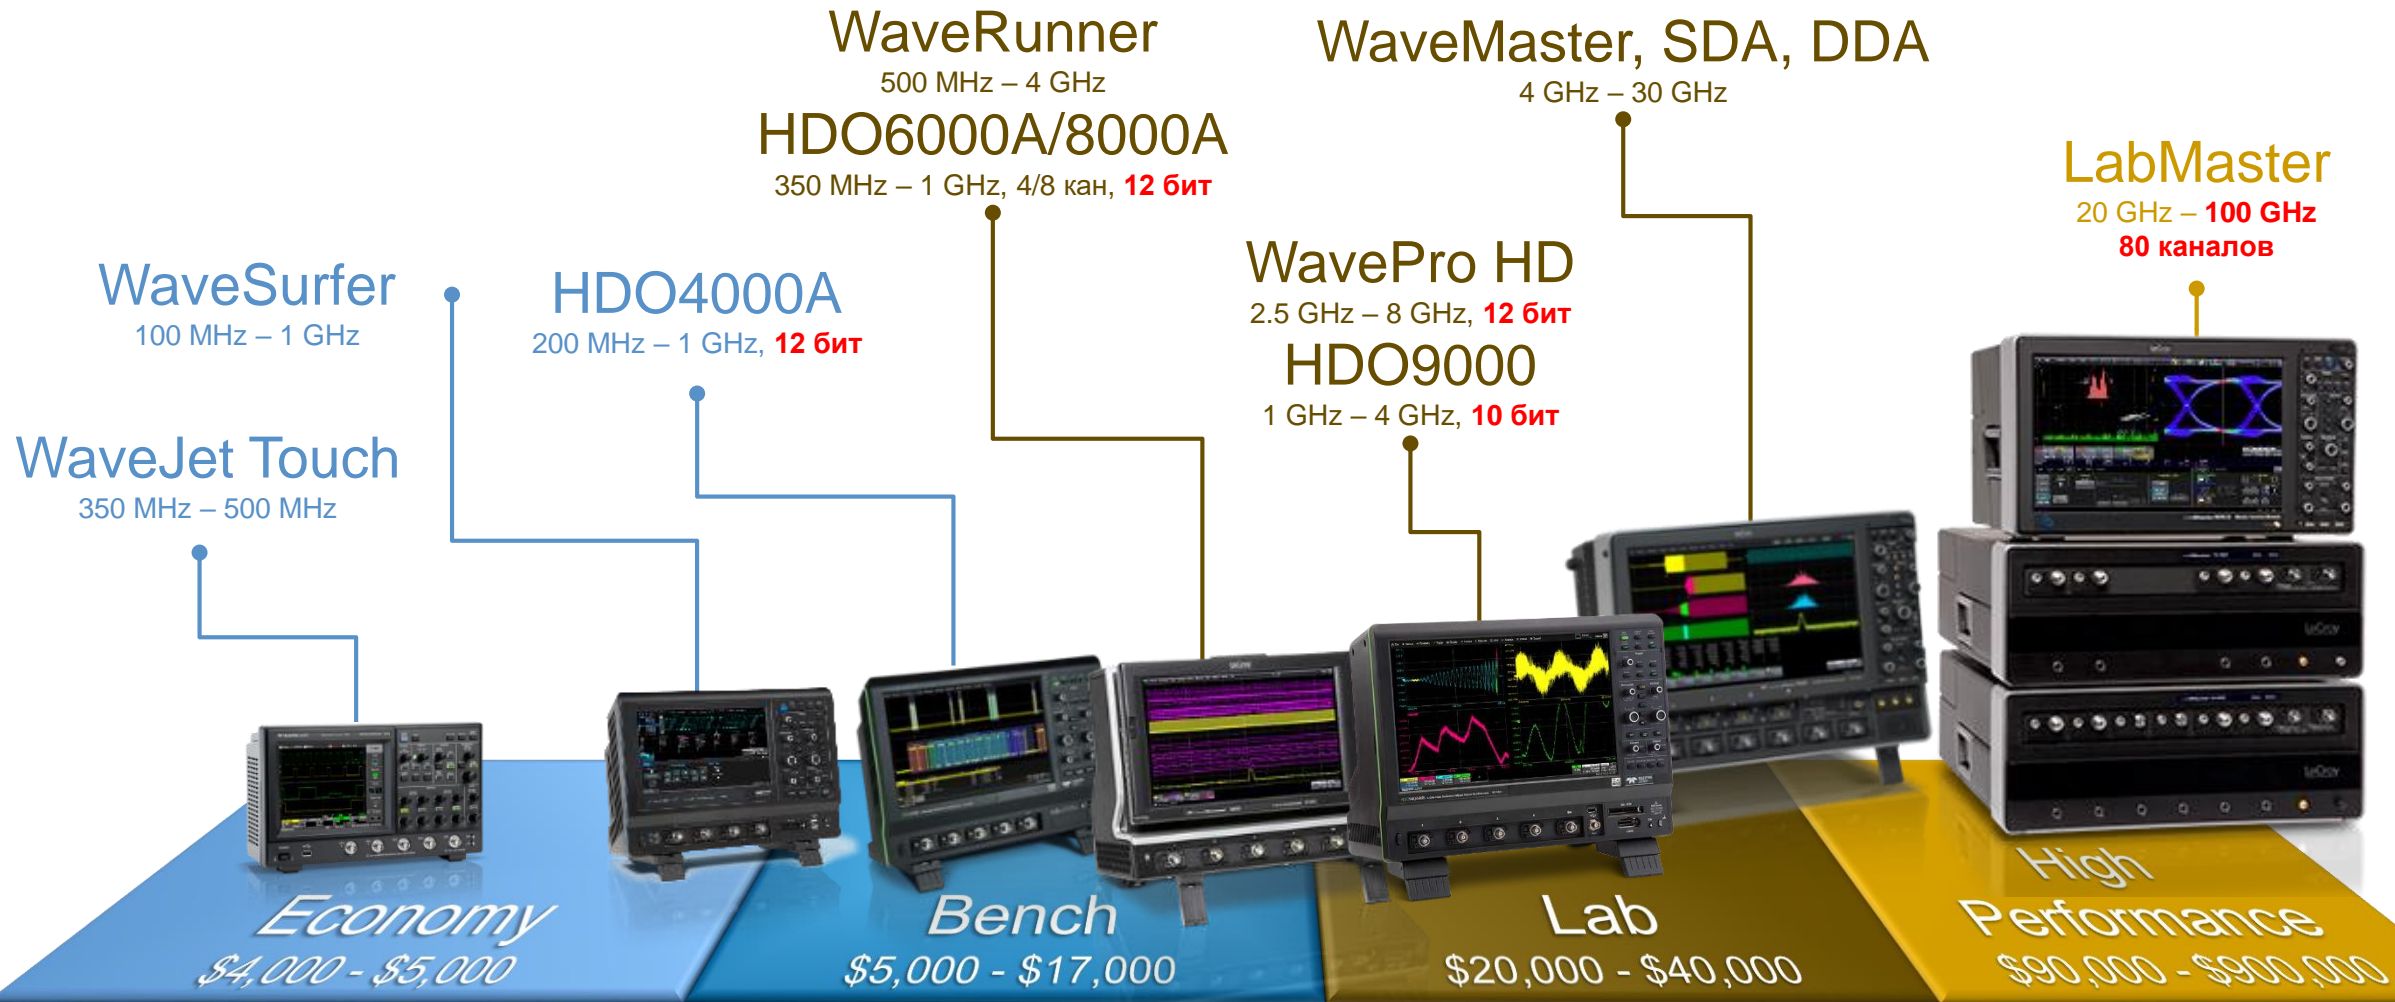 WaveRunner
500 MHz – 4 GHz
HDO6000A/8000A
350 MHz – 1 GHz, 4/8 кан, 12 бит
WaveMaster, SDA, DDA
4 GHz – 30 GHz
LabMaster
20 GHz – 100 GHz
80 каналов
WaveSurfer
100 MHz – 1 GHz
HDO4000A
200 MHz – 1 GHz, 12 бит
WavePro HD
2.5 GHz – 8 GHz, 12 бит
HDO9000
1 GHz – 4 GHz, 10 бит
WaveJet Touch
350 MHz – 500 MHz
LeCroy
LeCroy
Economy
$4,000 - $5,000
Bench
$5,000 - $17,000
Lab
$20,000 - $40,000
High
Performance
$90,000 - $900,000